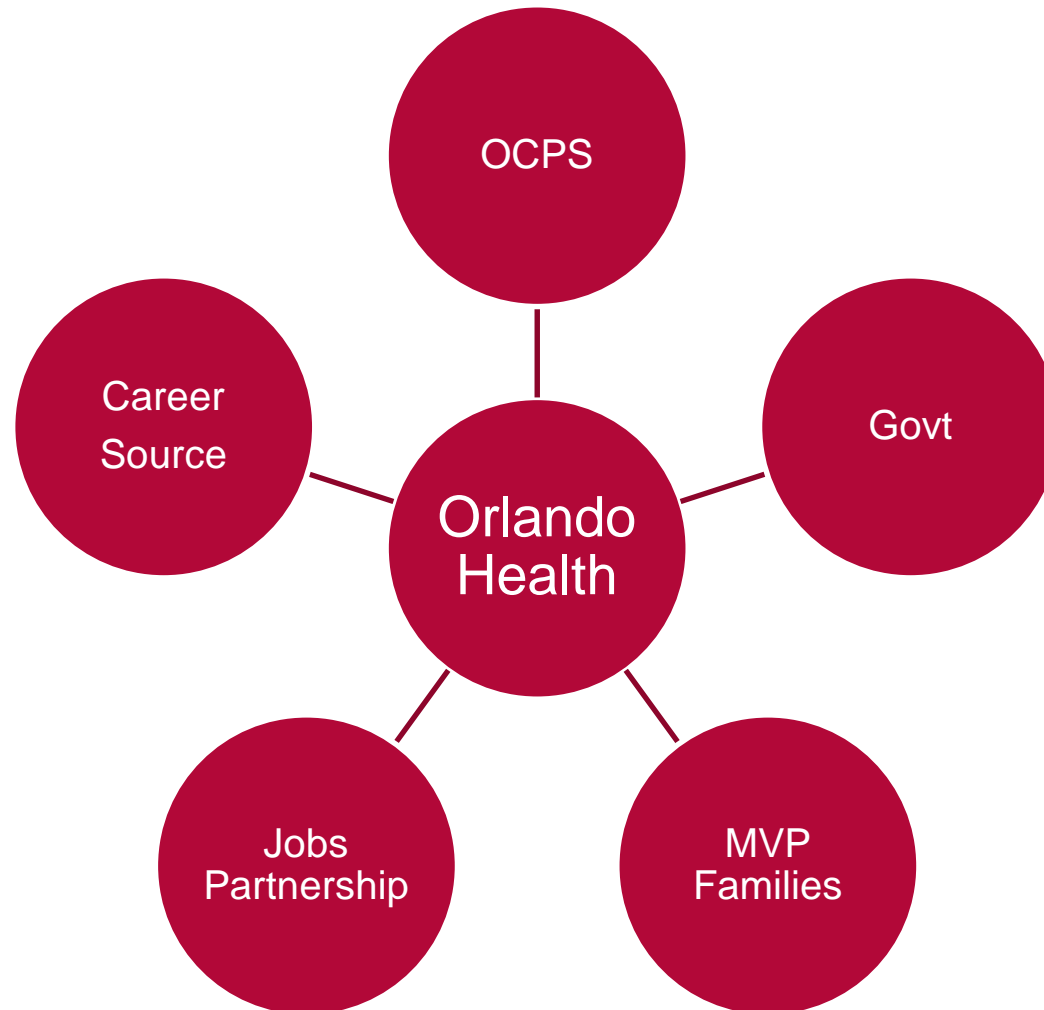 OCPS
Career
Source
Govt
Orlando
Health
Jobs
Partnership
MVP
Families